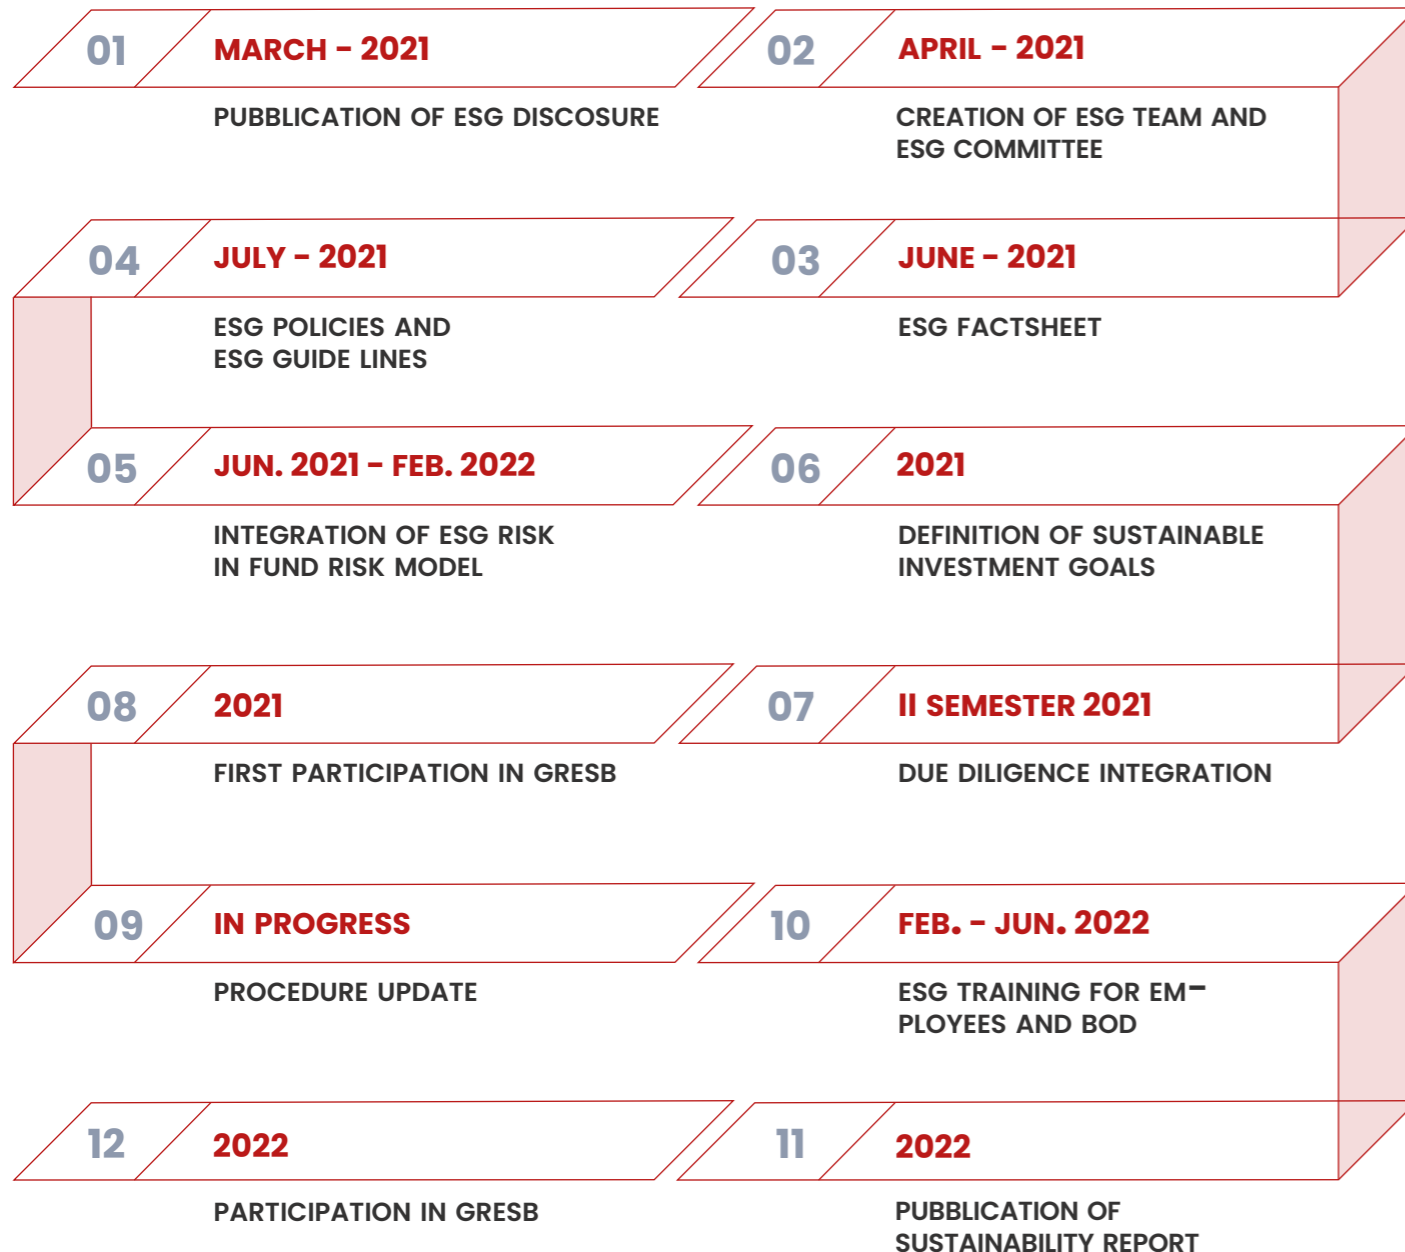 01
MARCH - 2021
PUBBLICATION OF ESG DISCOSURE
02
APRIL - 2021
CREATION OF ESG TEAM AND
ESG COMMITTEE
03
JUNE - 2021
ESG FACTSHEET
04
JULY - 2021
ESG POLICIES AND
ESG GUIDE LINES
05
JUN. 2021 - FEB. 2022
INTEGRATION OF ESG RISK
IN FUND RISK MODEL
06
2021
DEFINITION OF SUSTAINABLE
INVESTMENT GOALS
07
II SEMESTER 2021
DUE DILIGENCE INTEGRATION
08
2021
FIRST PARTICIPATION IN GRESB
09
IN PROGRESS
PROCEDURE UPDATE
10
FEB. - JUN. 2022
ESG TRAINING FOR EM-
PLOYEES AND BOD
11
2022
PUBBLICATION OF
SUSTAINABILITY REPORT
12
2022
PARTICIPATION IN GRESB